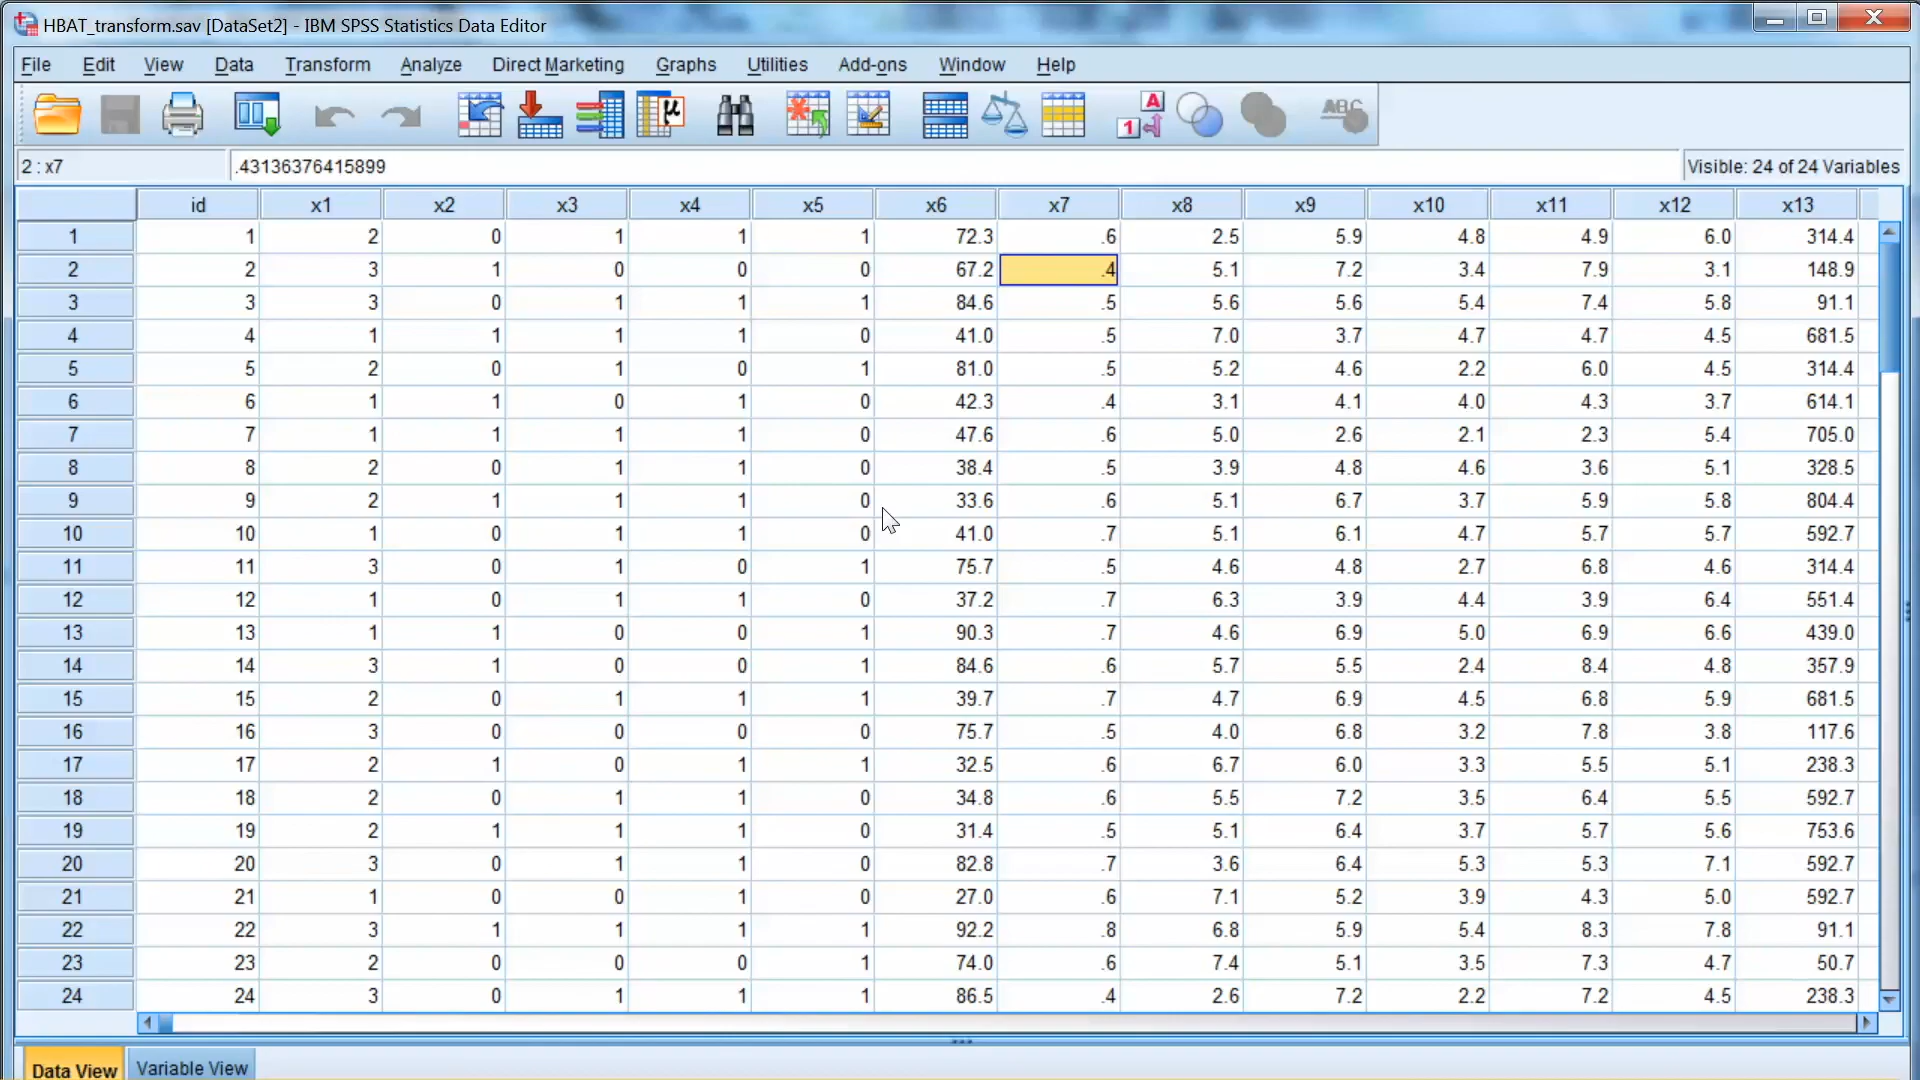 HBAT_transform.sav [DataSet2] - IBM SPSS Statistics Data Editor
File Edit View Data Transform Analyze Direct Marketing Graphs Utilities Add-ons Window Help
μ A 1 ABC
2 : x7 .43136376415899 Visible: 24 of 24 Variables
id x1 x2 x3 x4 x5 x6 x7 x8 x9 x10 x11 x12 x13
1 1 2 0 1 1 1 72.3 .6 2.5 5.9 4.8 4.9 6.0 314.4
2 2 3 1 0 0 0 67.2 .4 5.1 7.2 3.4 7.9 3.1 148.9
3 3 3 0 1 1 1 84.6 .5 5.6 5.6 5.4 7.4 5.8 91.1
4 4 1 1 1 1 0 41.0 .5 7.0 3.7 4.7 4.7 4.5 681.5
5 5 2 0 1 0 1 81.0 .5 5.2 4.6 2.2 6.0 4.5 314.4
6 6 1 1 0 1 0 42.3 .4 3.1 4.1 4.0 4.3 3.7 614.1
7 7 1 1 1 1 0 47.6 .6 5.0 2.6 2.1 2.3 5.4 705.0
8 8 2 0 1 1 0 38.4 .5 3.9 4.8 4.6 3.6 5.1 328.5
9 9 2 1 1 1 0 33.6 .6 5.1 6.7 3.7 5.9 5.8 804.4
10 10 1 0 1 1 0 41.0 .7 5.1 6.1 4.7 5.7 5.7 592.7
11 11 3 0 1 0 1 75.7 .5 4.6 4.8 2.7 6.8 4.6 314.4
12 12 1 0 1 1 0 37.2 .7 6.3 3.9 4.4 3.9 6.4 551.4
13 13 1 1 0 0 1 90.3 .7 4.6 6.9 5.0 6.9 6.6 439.0
14 14 3 1 0 0 1 84.6 .6 5.7 5.5 2.4 8.4 4.8 357.9
15 15 2 0 1 1 1 39.7 .7 4.7 6.9 4.5 6.8 5.9 681.5
16 16 3 0 0 0 0 75.7 .5 4.0 6.8 3.2 7.8 3.8 117.6
17 17 2 1 0 1 1 32.5 .6 6.7 6.0 3.3 5.5 5.1 238.3
18 18 2 0 1 1 0 34.8 .6 5.5 7.2 3.5 6.4 5.5 592.7
19 19 2 1 1 1 0 31.4 .5 5.1 6.4 3.7 5.7 5.6 753.6
20 20 3 0 1 1 0 82.8 .7 3.6 6.4 5.3 5.3 7.1 592.7
21 21 1 0 0 1 0 27.0 .6 7.1 5.2 3.9 4.3 5.0 592.7
22 22 3 1 1 1 1 92.2 .8 6.8 5.9 5.4 8.3 7.8 91.1
23 23 2 0 0 0 1 74.0 .6 7.4 5.1 3.5 7.3 4.7 50.7
24 24 3 0 1 1 1 86.5 .4 2.6 7.2 2.2 7.2 4.5 238.3
Data View Variable View